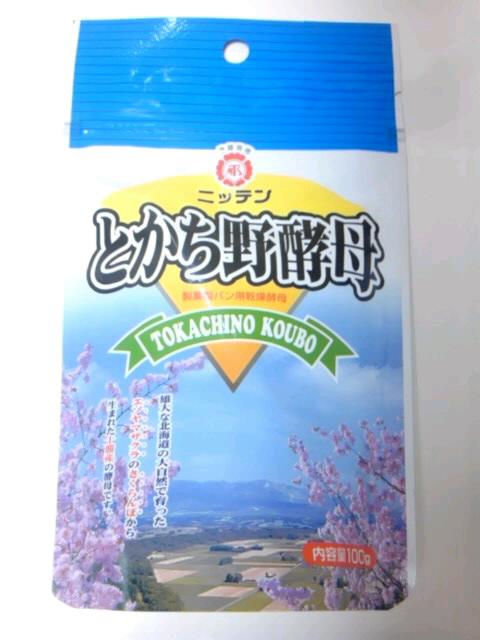 ニッテン
とかち野酵母
製菓製パン用乾燥酵母
TOKACHINO KOUBO
雄大な北海道の大自然で育った
エゾヤマザクラのさくらんぼから
生まれた十勝産の酵母です。
内容量100g